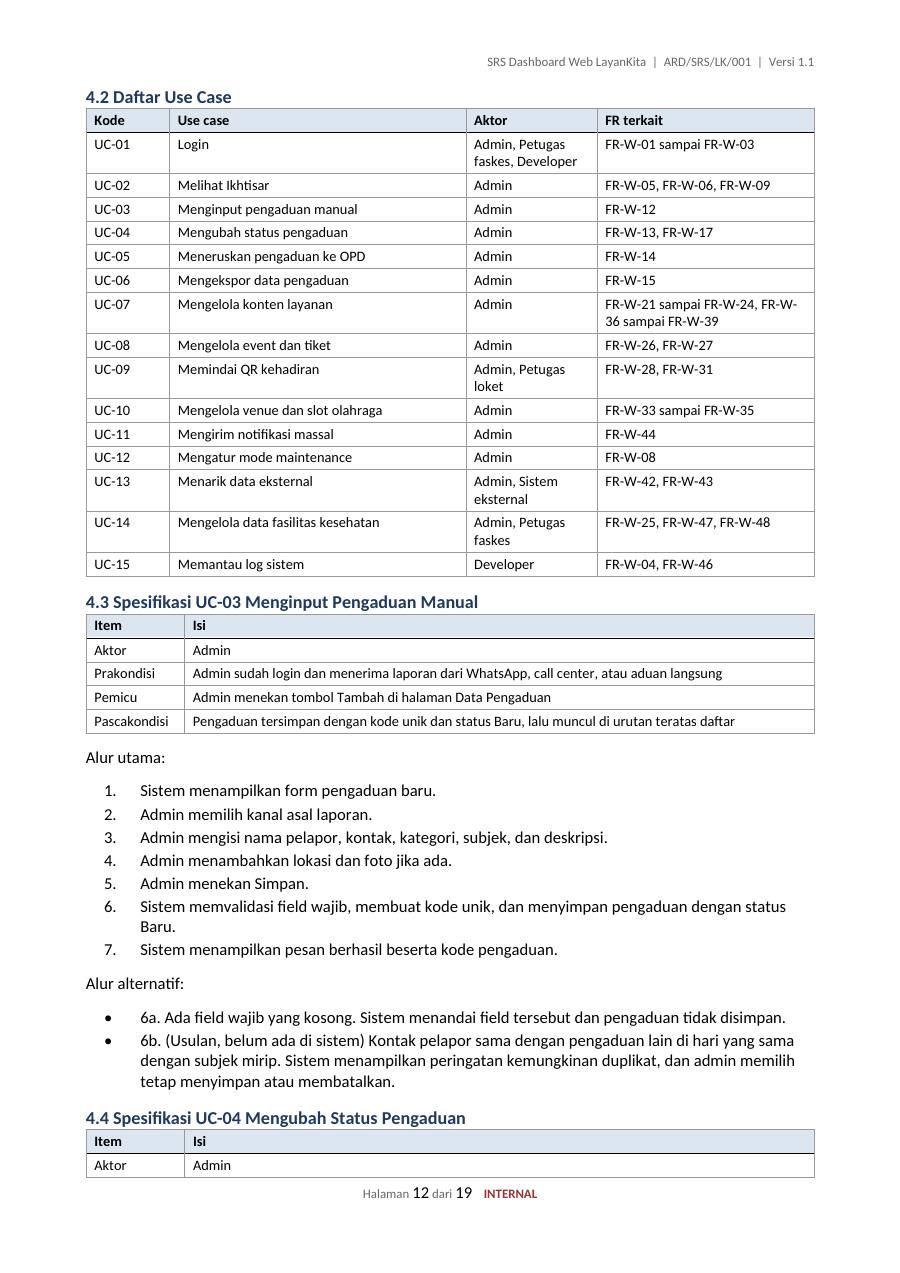 SRS Dashboard Web LayanKita | ARD/SRS/LK/001 | Versi 1.1
4.2 Daftar Use Case
Kode Use case Aktor FR terkait
UC-01 Login Admin, Petugas faskes, Developer FR-W-01 sampai FR-W-03
UC-02 Melihat Ikhtisar Admin FR-W-05, FR-W-06, FR-W-09
UC-03 Menginput pengaduan manual Admin FR-W-12
UC-04 Mengubah status pengaduan Admin FR-W-13, FR-W-17
UC-05 Meneruskan pengaduan ke OPD Admin FR-W-14
UC-06 Mengekspor data pengaduan Admin FR-W-15
UC-07 Mengelola konten layanan Admin FR-W-21 sampai FR-W-24, FR-W-36 sampai FR-W-39
UC-08 Mengelola event dan tiket Admin FR-W-26, FR-W-27
UC-09 Memindai QR kehadiran Admin, Petugas loket FR-W-28, FR-W-31
UC-10 Mengelola venue dan slot olahraga Admin FR-W-33 sampai FR-W-35
UC-11 Mengirim notifikasi massal Admin FR-W-44
UC-12 Mengatur mode maintenance Admin FR-W-08
UC-13 Menarik data eksternal Admin, Sistem eksternal FR-W-42, FR-W-43
UC-14 Mengelola data fasilitas kesehatan Admin, Petugas faskes FR-W-25, FR-W-47, FR-W-48
UC-15 Memantau log sistem Developer FR-W-04, FR-W-46
4.3 Spesifikasi UC-03 Menginput Pengaduan Manual
Item Isi
Aktor Admin
Prakondisi Admin sudah login dan menerima laporan dari WhatsApp, call center, atau aduan langsung
Pemicu Admin menekan tombol Tambah di halaman Data Pengaduan
Pascakondisi Pengaduan tersimpan dengan kode unik dan status Baru, lalu muncul di urutan teratas daftar
Alur utama:
1. Sistem menampilkan form pengaduan baru.
2. Admin memilih kanal asal laporan.
3. Admin mengisi nama pelapor, kontak, kategori, subjek, dan deskripsi.
4. Admin menambahkan lokasi dan foto jika ada.
5. Admin menekan Simpan.
6. Sistem memvalidasi field wajib, membuat kode unik, dan menyimpan pengaduan dengan status
Baru.
7. Sistem menampilkan pesan berhasil beserta kode pengaduan.
Alur alternatif:
• 6a. Ada field wajib yang kosong. Sistem menandai field tersebut dan pengaduan tidak disimpan.
• 6b. (Usulan, belum ada di sistem) Kontak pelapor sama dengan pengaduan lain di hari yang sama
dengan subjek mirip. Sistem menampilkan peringatan kemungkinan duplikat, dan admin memilih
tetap menyimpan atau membatalkan.
4.4 Spesifikasi UC-04 Mengubah Status Pengaduan
Item Isi
Aktor Admin
Halaman 12 dari 19 INTERNAL